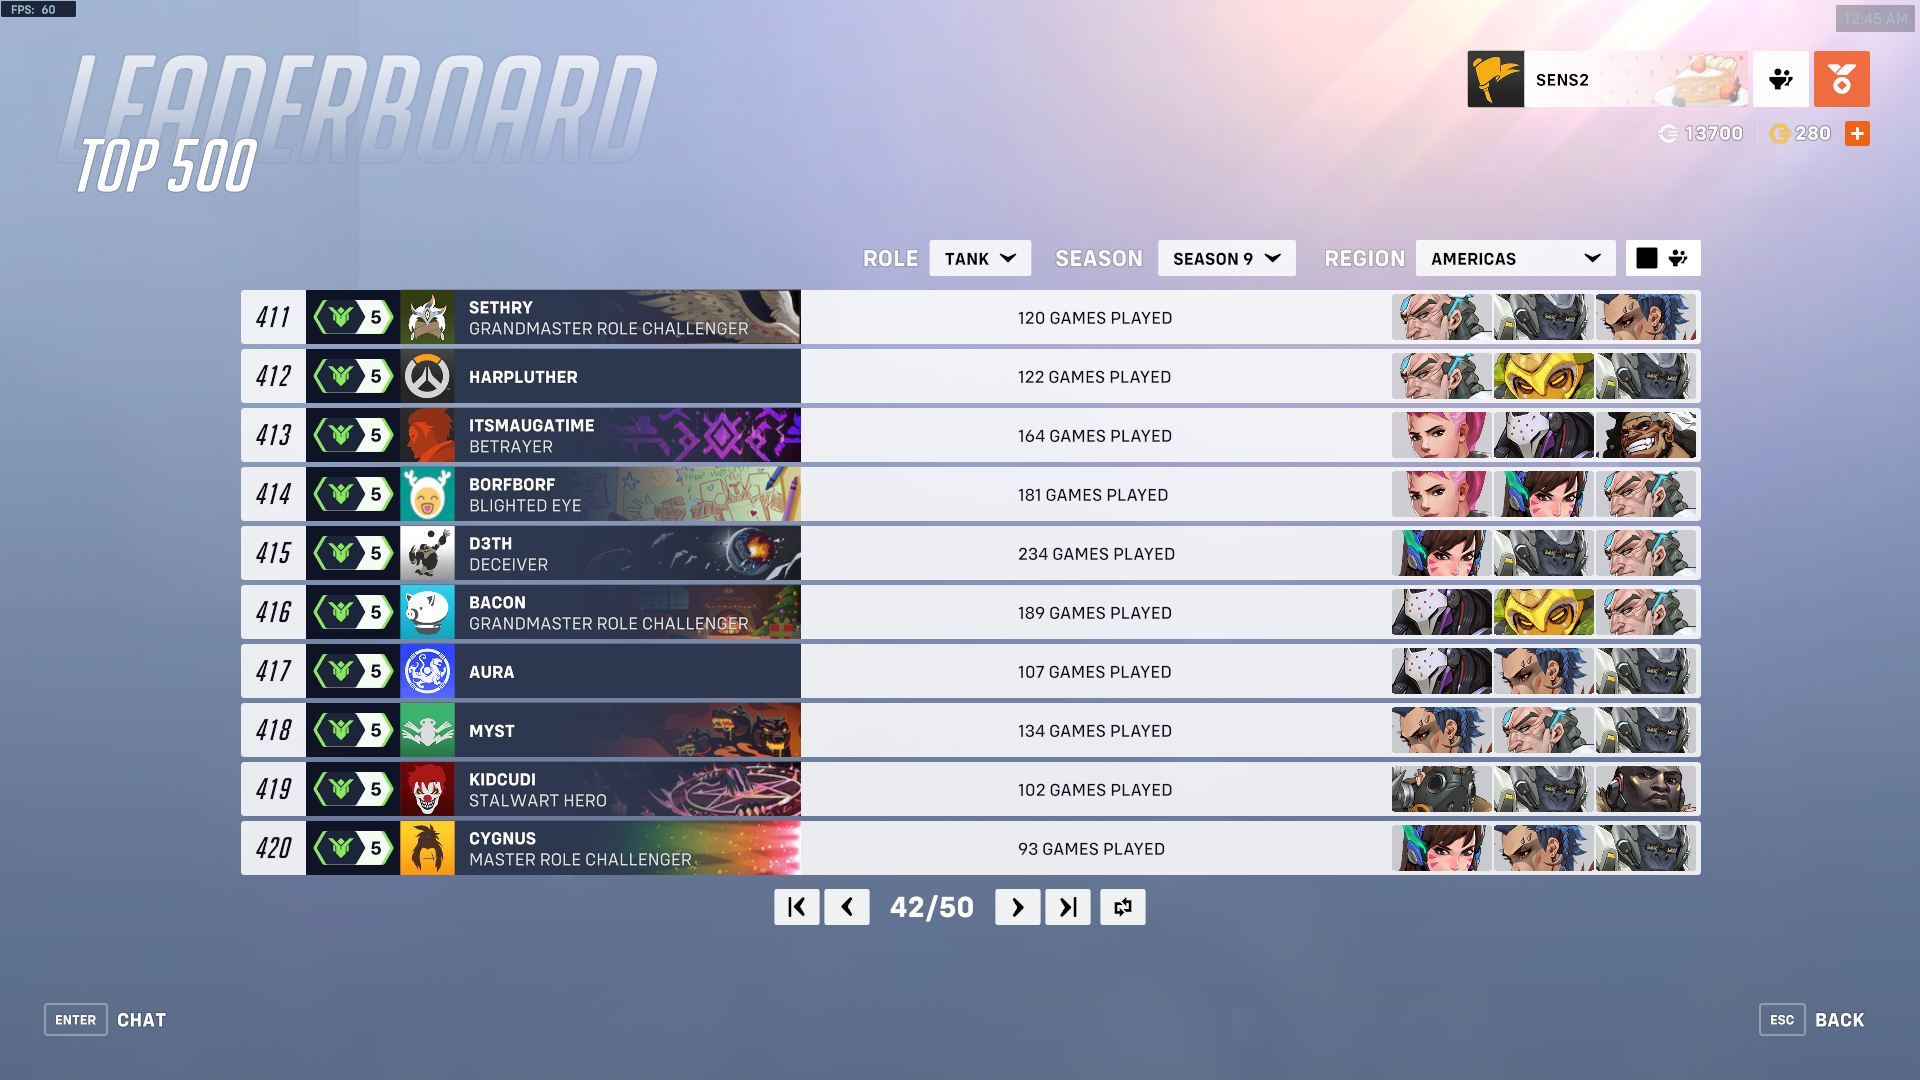 FPS: 60
12:45 AM
LEADERBOARD
TOP 500
SENS2
13700
280
ROLE TANK SEASON SEASON 9 REGION AMERICAS
411 5 SETHRY 120 GAMES PLAYED
GRANDMASTER ROLE CHALLENGER
412 5 HARPLUTHER 122 GAMES PLAYED
413 5 ITSMAUGATIME 164 GAMES PLAYED
BETRAYER
414 5 BORFBORF 181 GAMES PLAYED
BLIGHTED EYE
415 5 D3TH 234 GAMES PLAYED
DECEIVER
416 5 BACON 189 GAMES PLAYED
GRANDMASTER ROLE CHALLENGER
417 5 AURA 107 GAMES PLAYED
418 5 MYST 134 GAMES PLAYED
419 5 KIDCUDI 102 GAMES PLAYED
STALWART HERO
420 5 CYGNUS 93 GAMES PLAYED
MASTER ROLE CHALLENGER
42/50
ENTER CHAT
ESC BACK